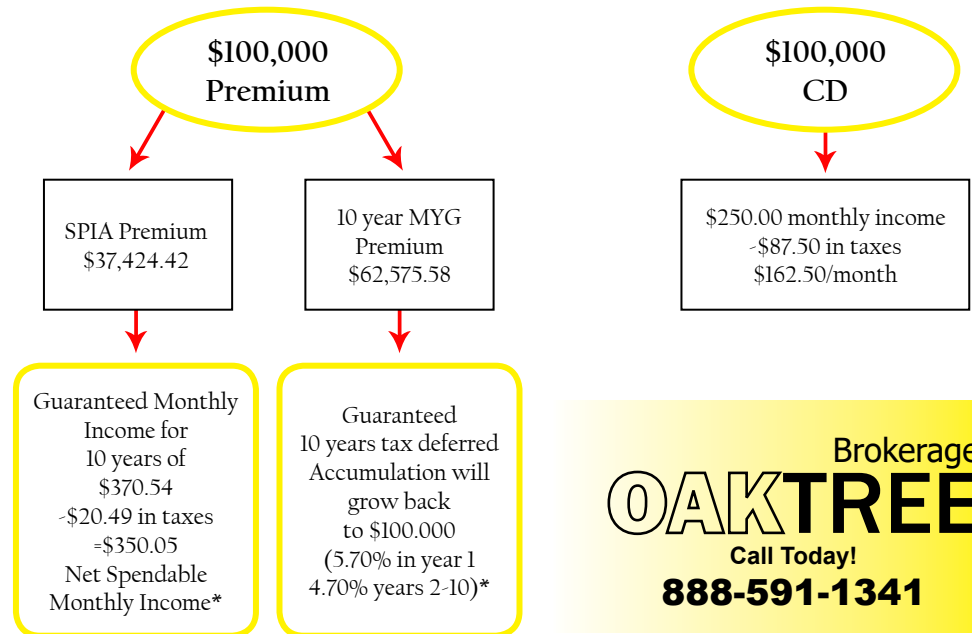 $100,000
Premium
$100,000
CD
SPIA Premium
$37,424.42
10 year MYG
Premium
$62,575.58
$250.00 monthly income
-$87.50 in taxes
$162.50/month
Guaranteed Monthly
Income for
10 years of
$370.54
-$20.49 in taxes
=$350.05
Net Spendable
Monthly Income*
Guaranteed
10 years tax deferred
Accumulation will
grow back
to $100.000
(5.70% in year 1
4.70% years 2-10)*
Brokerage
OAKTREE
Call Today!
888-591-1341